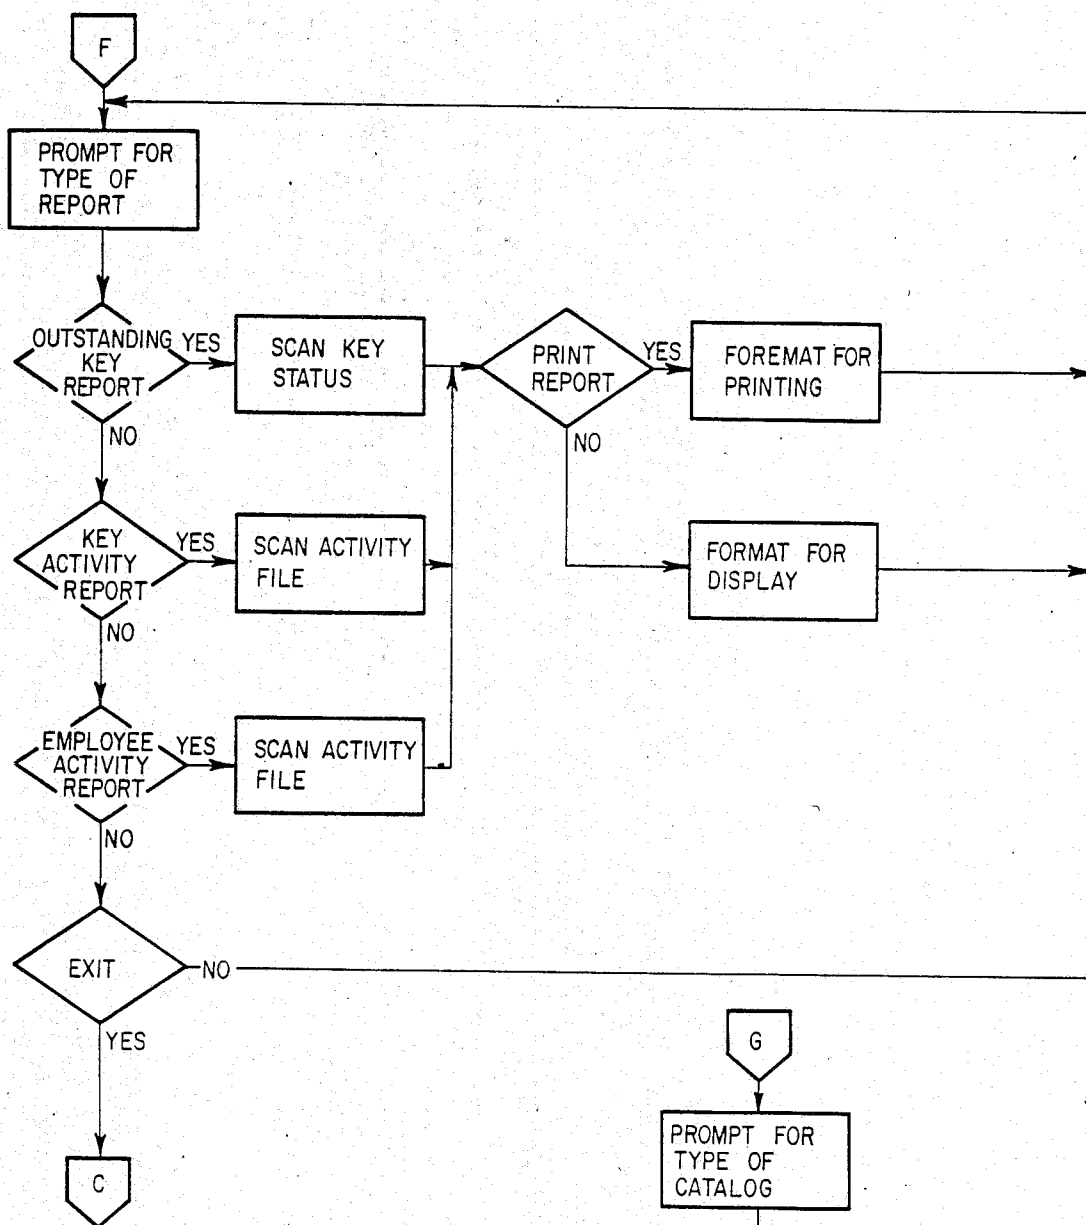 F
PROMPT FOR
TYPE OF
REPORT
OUTSTANDING
KEY
REPORT
YES
NO
SCAN KEY
STATUS
PRINT
REPORT
YES
NO
FOREMAT FOR
PRINTING
KEY
ACTIVITY
REPORT
YES
NO
SCAN ACTIVITY
FILE
FORMAT FOR
DISPLAY
EMPLOYEE
ACTIVITY
REPORT
YES
NO
SCAN ACTIVITY
FILE
EXIT
NO
YES
C
G
PROMPT FOR
TYPE OF
CATALOG